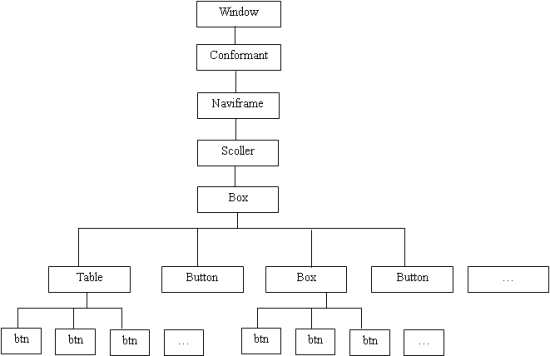 Window
Conformant
Naviframe
Scoller
Box
Table Button Box Button ...
btn btn btn ... btn btn btn ...